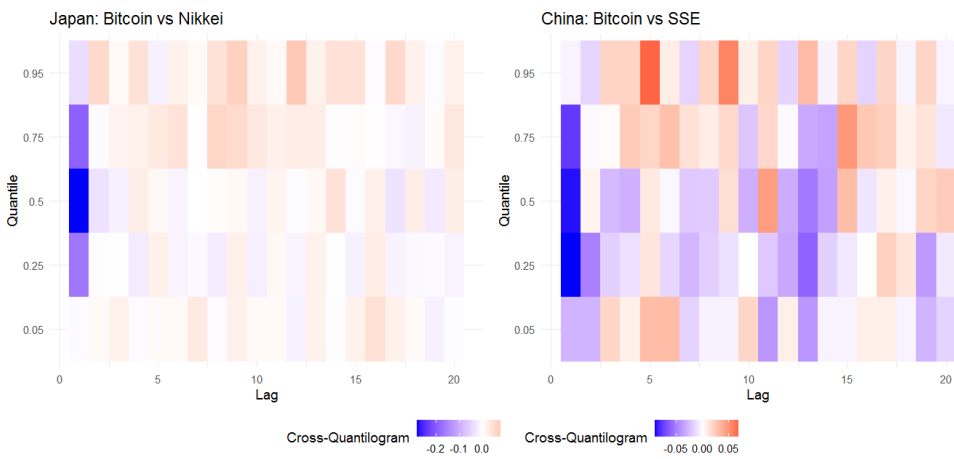 Japan: Bitcoin vs Nikkei
China: Bitcoin vs SSE
Quantile
0.95
0.75
0.5
0.25
0.05
0 5 10 15 20
Lag
Quantile
0.95
0.75
0.5
0.25
0.05
0 5 10 15 20
Lag
Cross-Quantilogram
-0.2 -0.1 0.0
Cross-Quantilogram
-0.05 0.00 0.05